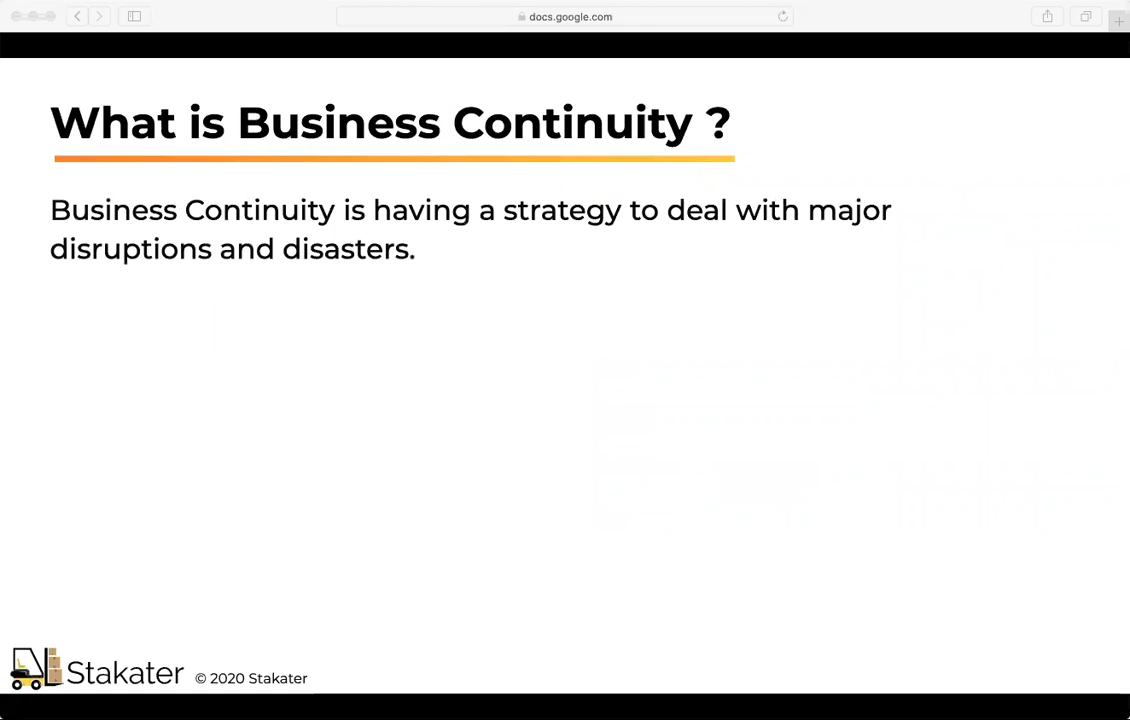 docs.google.com
What is Business Continuity ?
Business Continuity is having a strategy to deal with major
disruptions and disasters.
Stakater © 2020 Stakater